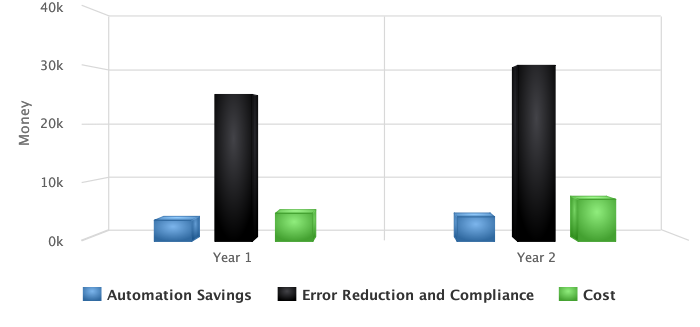 40k
30k
20k
10k
0k
Money
Year 1
Year 2
Automation Savings
Error Reduction and Compliance
Cost